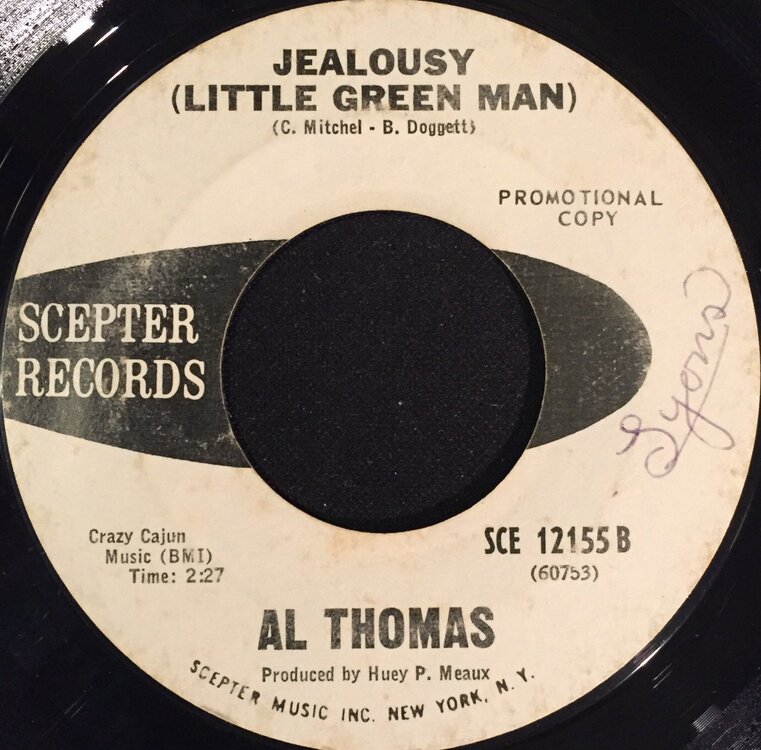 JEALOUSY
(LITTLE GREEN MAN)
(C. Mitchel - B. Doggett)
PROMOTIONAL
COPY
SCEPTER
RECORDS
Lyons
Crazy Cajun
Music (BMI)
Time: 2:27
SCE 12155 B
(60753)
AL THOMAS
Produced by Huey P. Meaux
SCEPTER MUSIC INC. NEW YORK, N.Y.